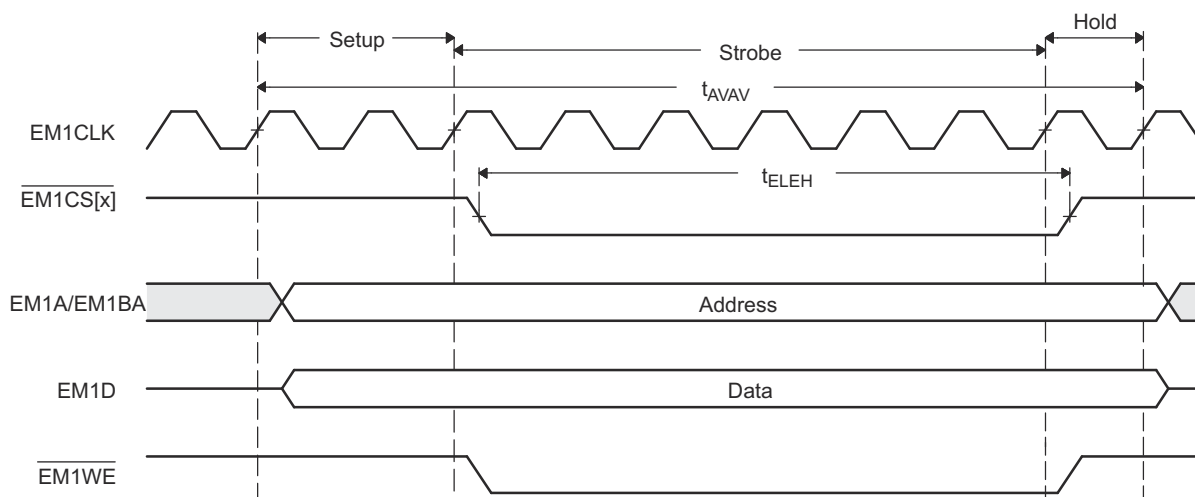 Setup
Hold
Strobe
tAVAV
EM1CLK
tELEH
EM1CS[x]
EM1A/EM1BA
Address
EM1D
Data
EM1WE